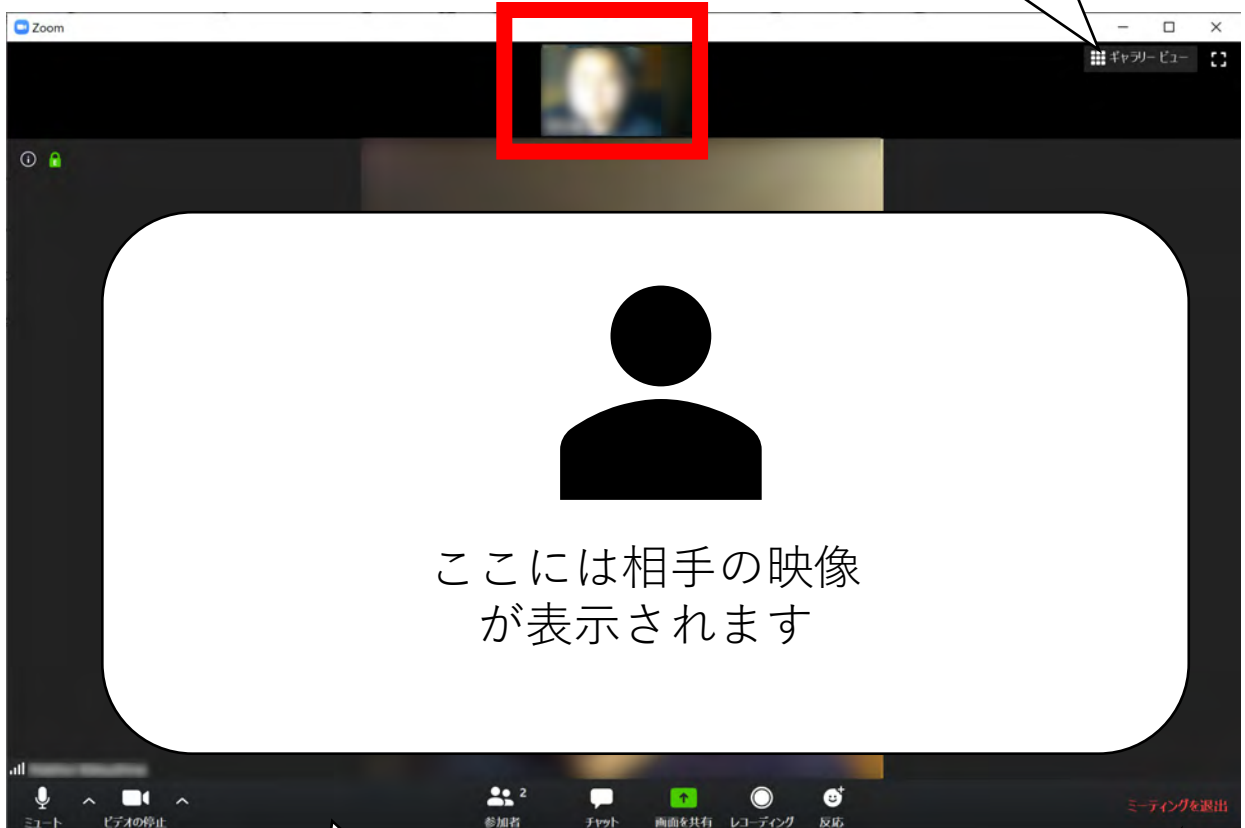 Zoom
ギャラリー ビュー
ここには相手の映像
が表示されます
ミュート
ビデオの停止
参加者
2
チャット
画面を共有
レコーディング
反応
ミーティングを退出